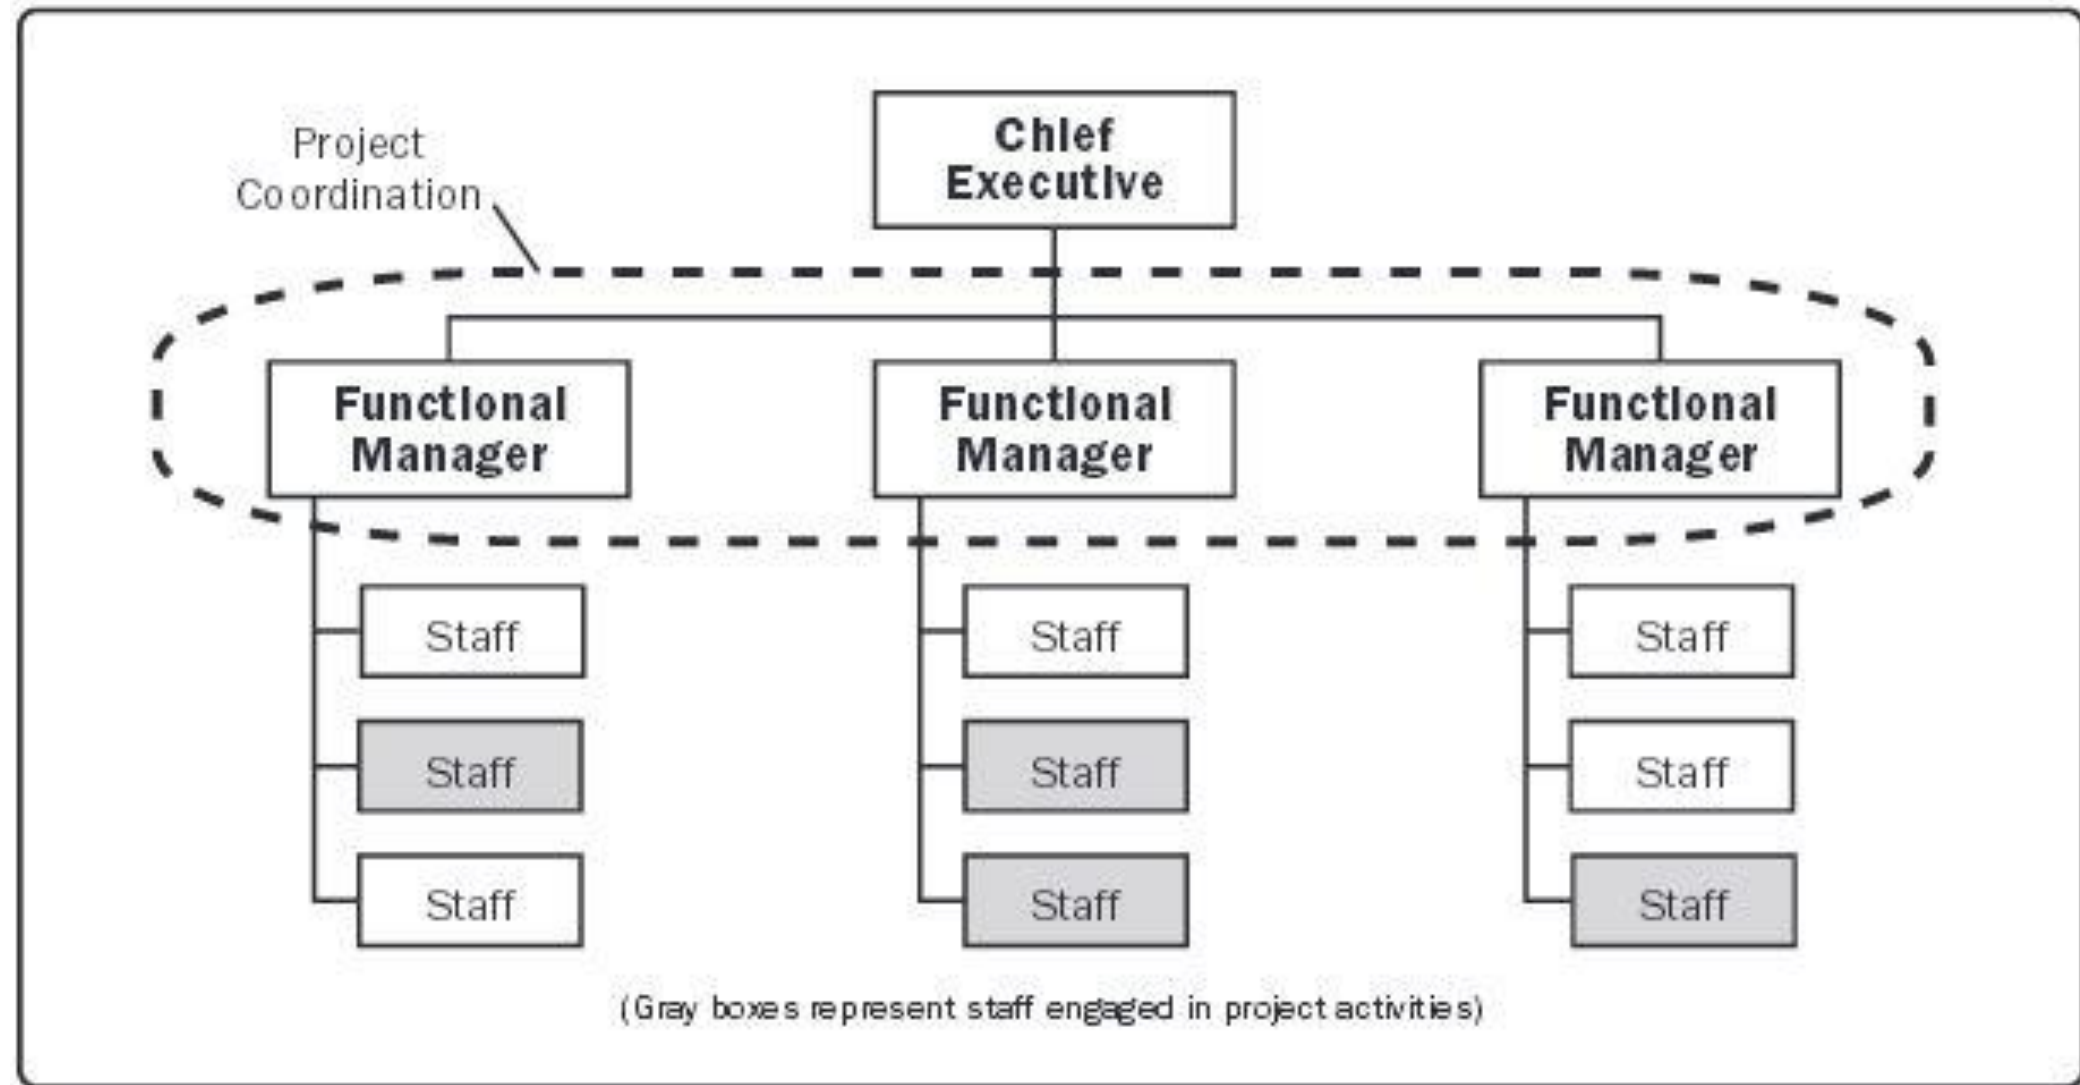 Project
Coordination
Chief
Executive
Functional
Manager
Functional
Manager
Functional
Manager
Staff
Staff
Staff
Staff
Staff
Staff
Staff
Staff
Staff
(Gray boxes represent staff engaged in project activities)